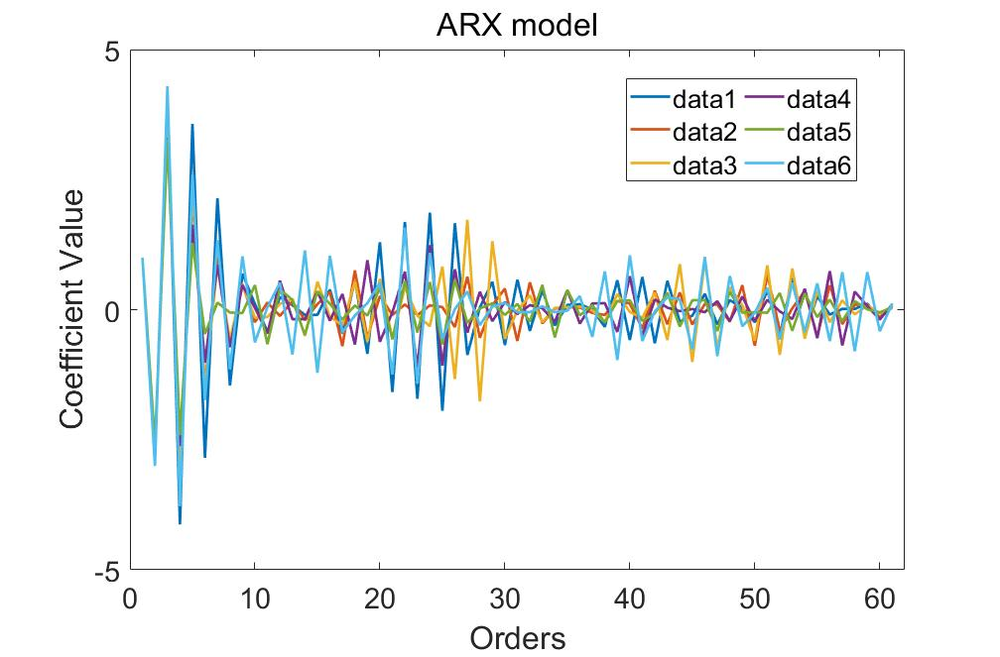 ARX model
5
0
-5
Coefficient Value
data1 data4
data2 data5
data3 data6
0 10 20 30 40 50 60
Orders